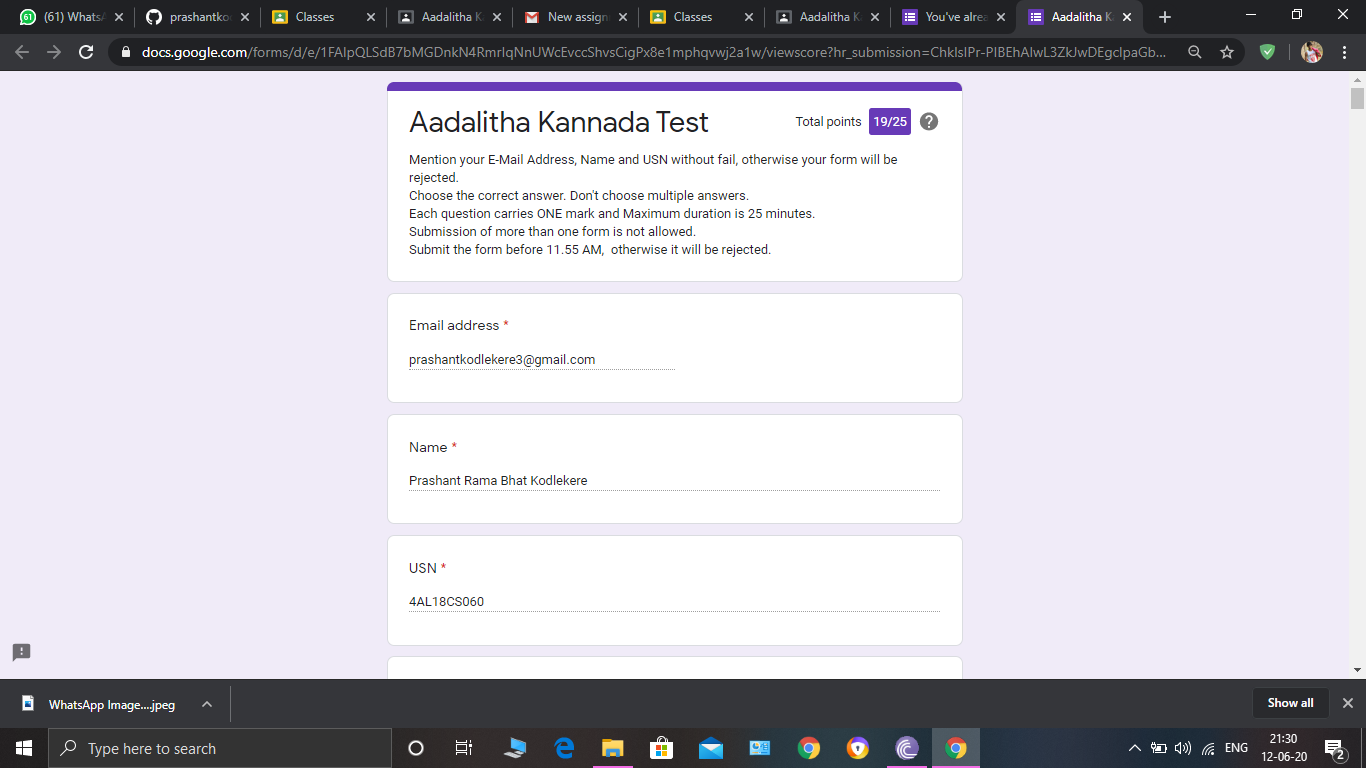 (61) Whats
prashantko
Classes
Aadalitha K
New assign
Classes
Aadalitha K
You've alrea
Aadalitha K
docs.google.com/forms/d/e/1FAIpQLSdB7bMGDnkN4RmrIqNnUWcEvccShvsCigPx8e1mphqvwj2a1w/viewscore?hr_submission=ChkIsIPr-PIBEhAIwL3ZkJwDEgcIpaGb...
Aadalitha Kannada Test
Total points 19/25
Mention your E-Mail Address, Name and USN without fail, otherwise your form will be
rejected.
Choose the correct answer. Don't choose multiple answers.
Each question carries ONE mark and Maximum duration is 25 minutes.
Submission of more than one form is not allowed.
Submit the form before 11.55 AM, otherwise it will be rejected.
Email address *
prashantkodlekere3@gmail.com
Name *
Prashant Rama Bhat Kodlekere
USN *
4AL18CS060
WhatsApp Image....jpeg
Show all
Type here to search
ENG
21:30
12-06-20
2